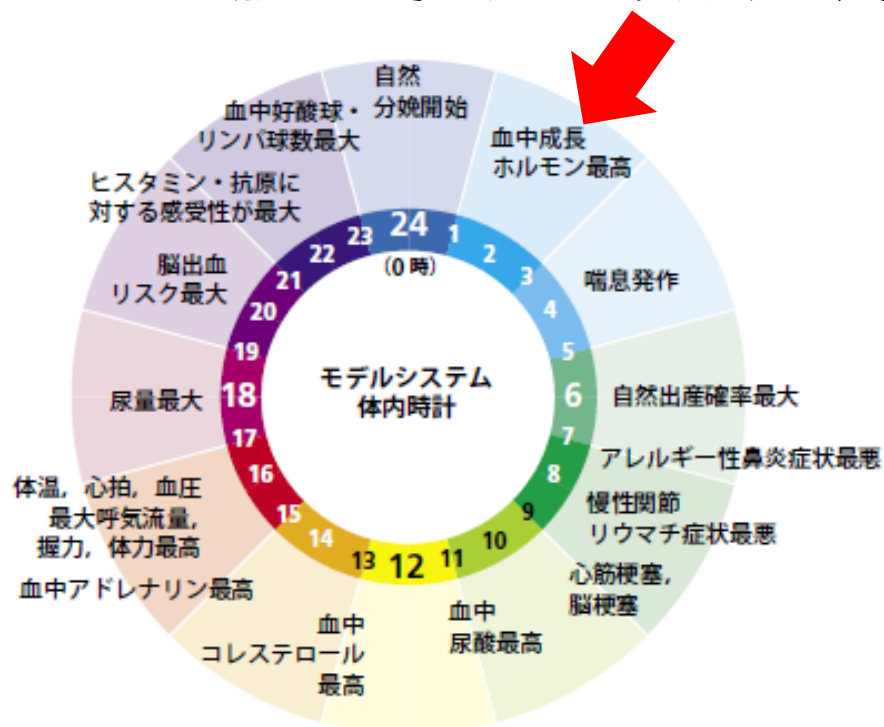 自然
分娩開始
血中成長
ホルモン最高
喘息発作
自然出産確率最大
アレルギー性鼻炎症状最悪
慢性関節
リウマチ症状最悪
心筋梗塞，
脳梗塞
血中
尿酸最高
血中
コレステロール
最高
血中アドレナリン最高
体温，心拍，血圧
最大呼気流量，
握力，体力最高
尿量最大
脳出血
リスク最大
ヒスタミン・抗原に
対する感受性が最大
血中好酸球・
リンパ球数最大
24
（0 時）
1
2
3
4
5
6
7
8
9
10
11
12
13
14
15
16
17
18
19
20
21
22
23
モデルシステム
体内時計